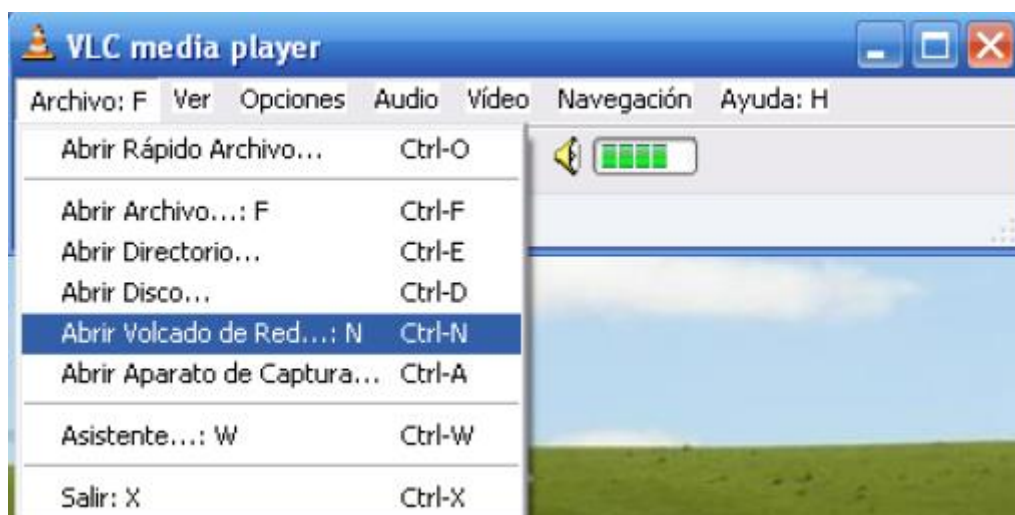 VLC media player
Archivo: F Ver Opciones Audio Vídeo Navegación Ayuda: H
Abrir Rápido Archivo... Ctrl-O
Abrir Archivo...: F Ctrl-F
Abrir Directorio... Ctrl-E
Abrir Disco... Ctrl-D
Abrir Volcado de Red...: N Ctrl-N
Abrir Aparato de Captura... Ctrl-A
Asistente...: W Ctrl-W
Salir: X Ctrl-X